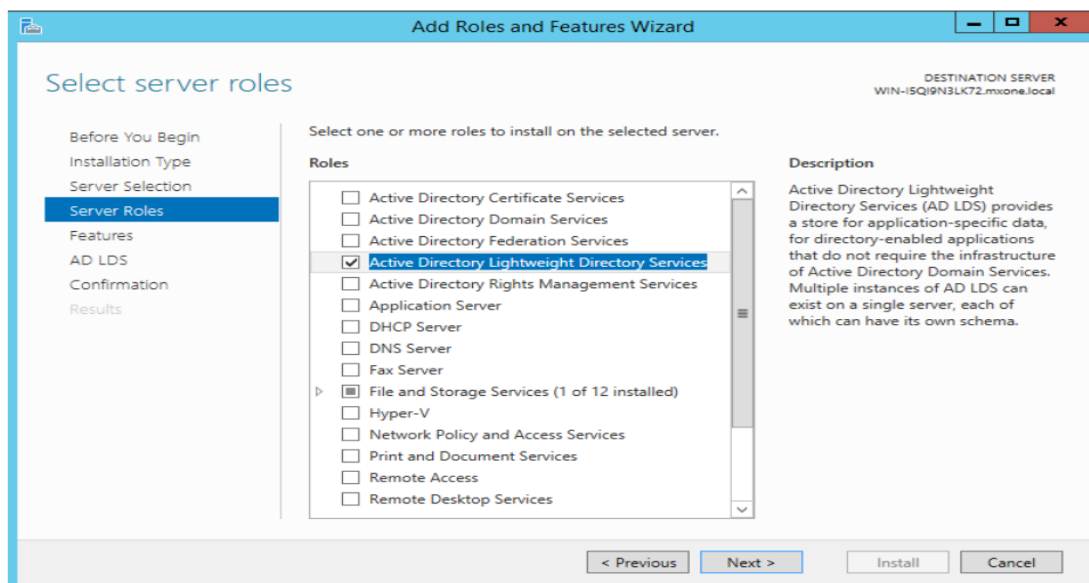 Add Roles and Features Wizard
Select server roles
DESTINATION SERVER
WIN-I5QI9N3LK72.mxone.local
Before You Begin
Installation Type
Server Selection
Server Roles
Features
AD LDS
Confirmation
Results
Select one or more roles to install on the selected server.
Roles
Active Directory Certificate Services
Active Directory Domain Services
Active Directory Federation Services
Active Directory Lightweight Directory Services
Active Directory Rights Management Services
Application Server
DHCP Server
DNS Server
Fax Server
File and Storage Services (1 of 12 installed)
Hyper-V
Network Policy and Access Services
Print and Document Services
Remote Access
Remote Desktop Services
Description
Active Directory Lightweight
Directory Services (AD LDS) provides
a store for application-specific data,
for directory-enabled applications
that do not require the infrastructure
of Active Directory Domain Services.
Multiple instances of AD LDS can
exist on a single server, each of
which can have its own schema.
< Previous
Next >
Install
Cancel